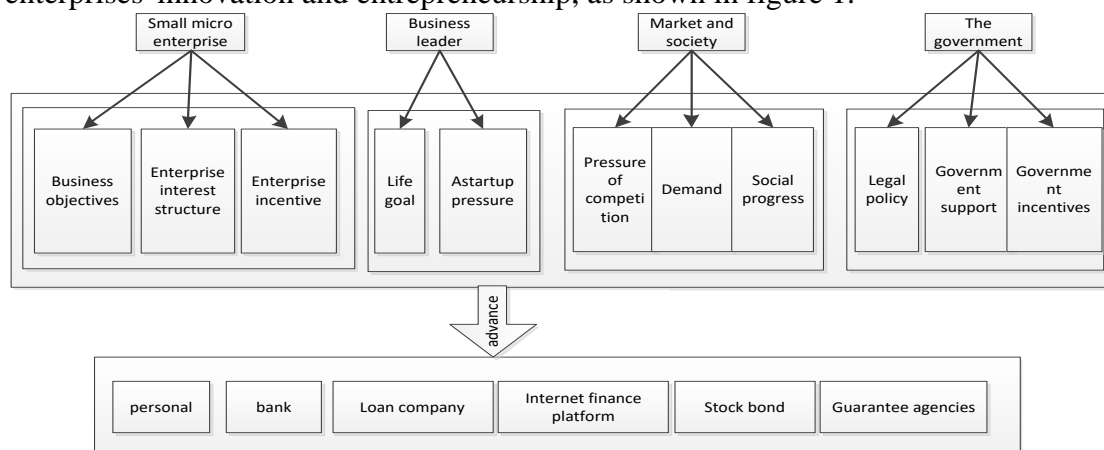 enterprises' innovation and entrepreneurship, as shown in figure 1.
Small micro
enterprise
Business
leader
Market and
society
The
government
Business
objectives
Enterprise
interest
structure
Enterprise
incentive
Life
goal
Astartup
pressure
Pressure
of
competi
tion
Demand
Social
progress
Legal
policy
Governm
ent
support
Governme
nt
incentives
advance
personal
bank
Loan company
Internet finance
platform
Stock bond
Guarantee agencies